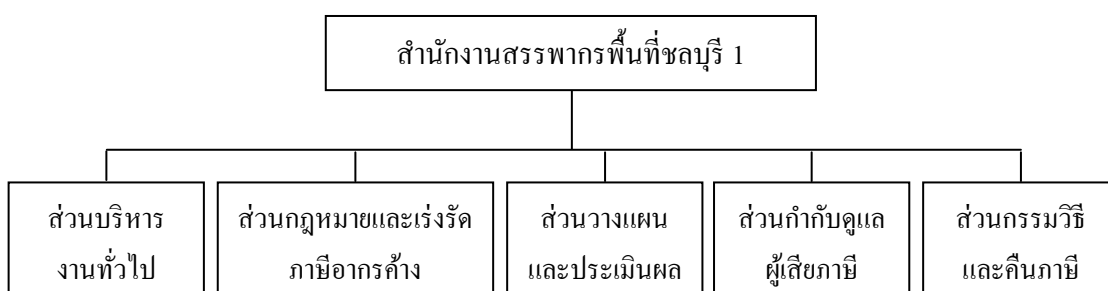 สำนักงานสรรพากรพื้นที่ชลบุรี 1
ส่วนบริหาร
งานทั่วไป
ส่วนกฎหมายและเร่งรัด
ภาษีอากรค้าง
ส่วนวางแผน
และประเมินผล
ส่วนกำกับดูแล
ผู้เสียภาษี
ส่วนกรรมวิธี
และคืนภาษี